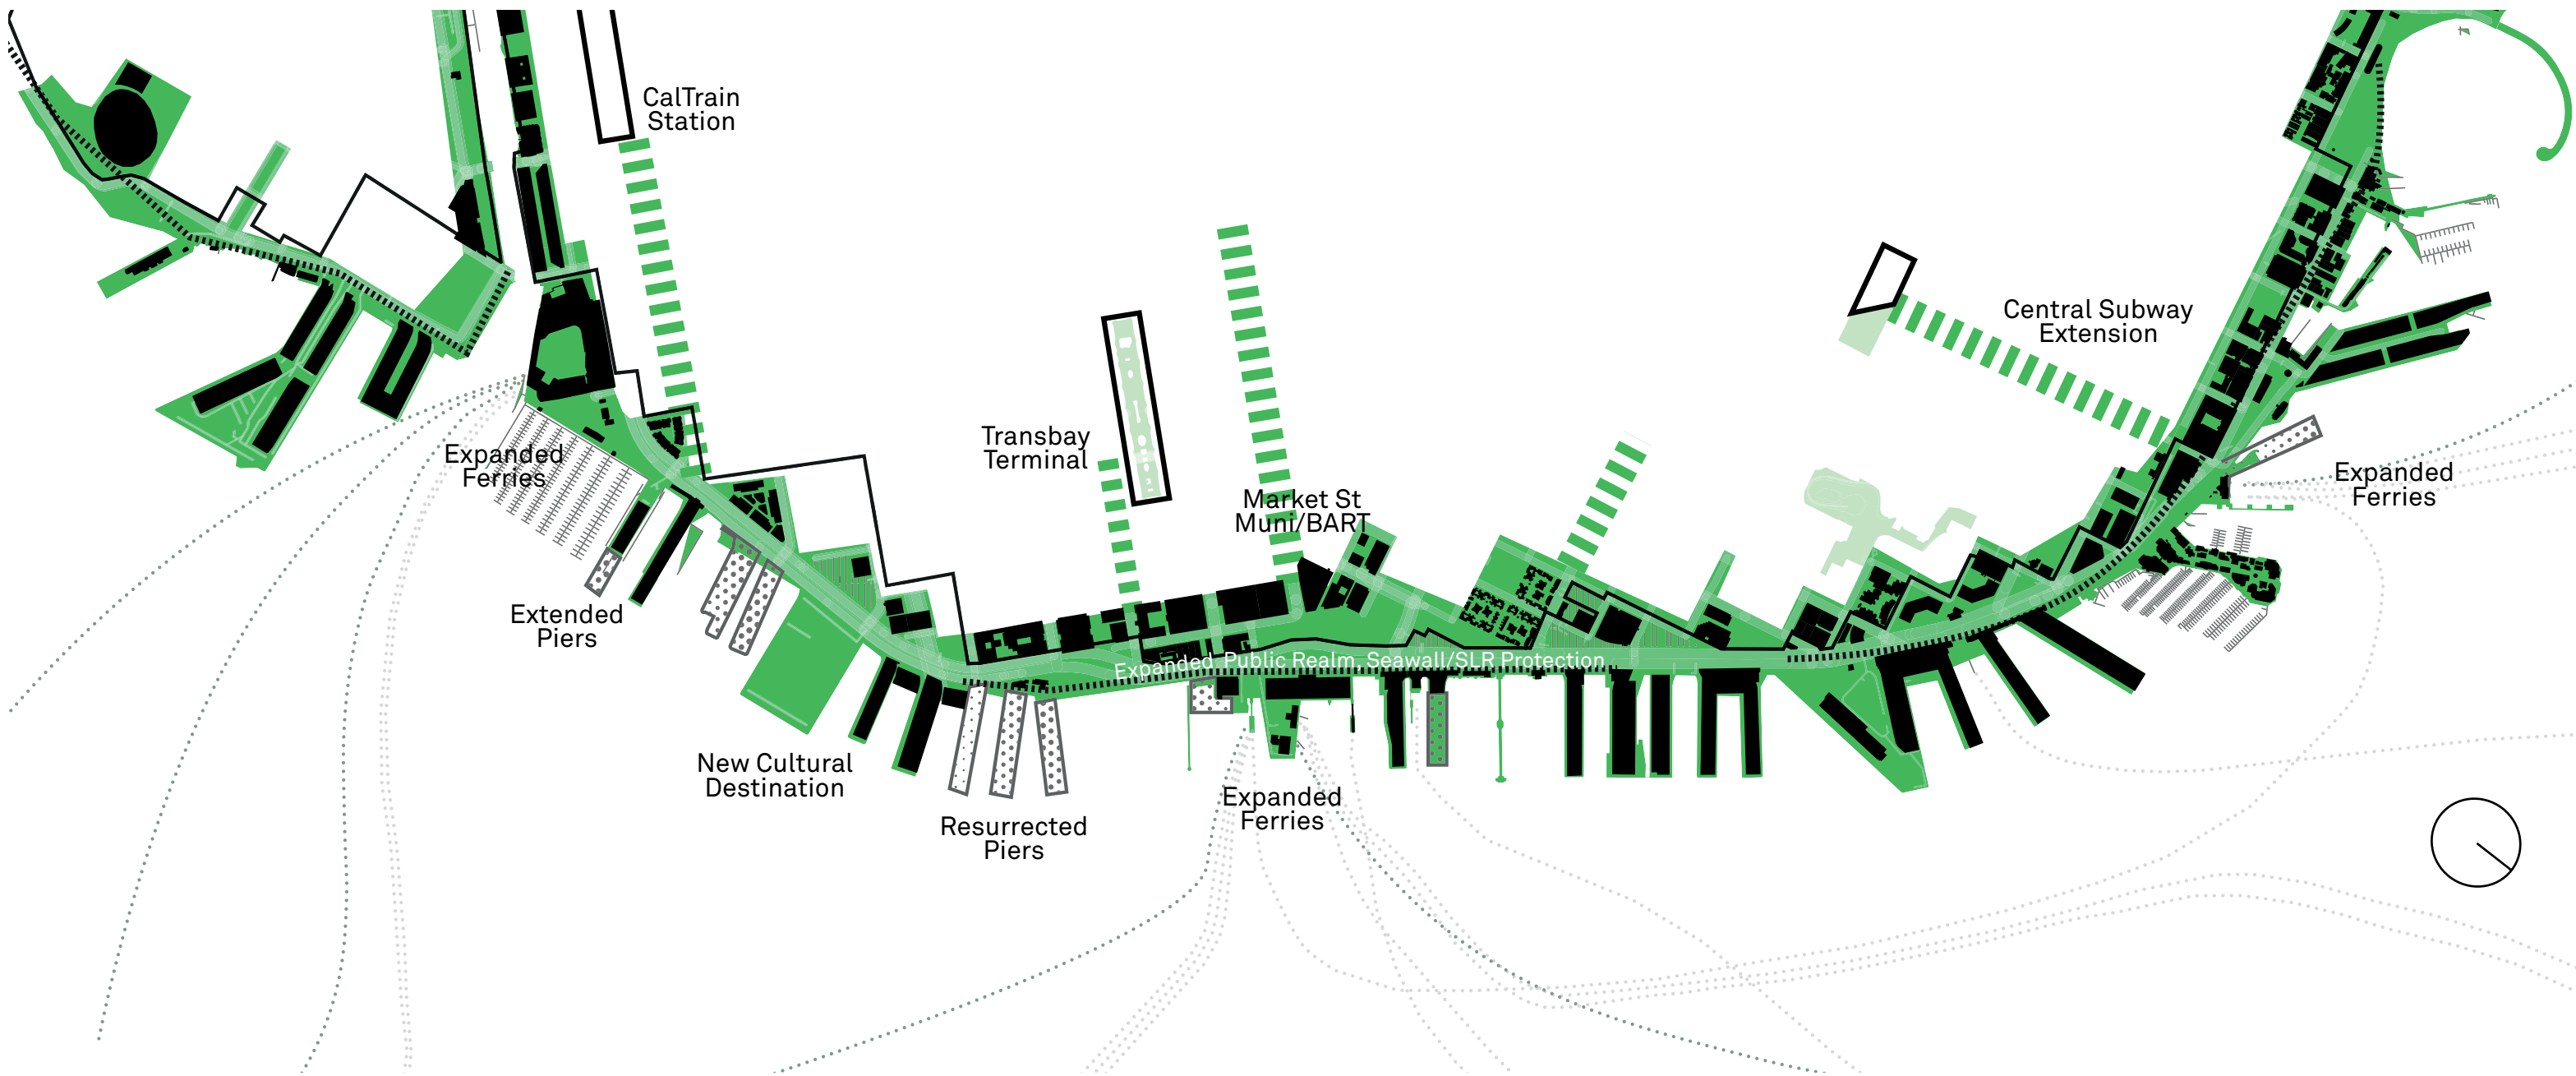 CalTrain
Station
Central Subway
Extension
Transbay
Terminal
Expanded
Ferries
Expanded
Ferries
Market St
Muni/BART
Extended
Piers
Expanded Public Realm, Seawall/SLR Protection
New Cultural
Destination
Expanded
Ferries
Resurrected
Piers